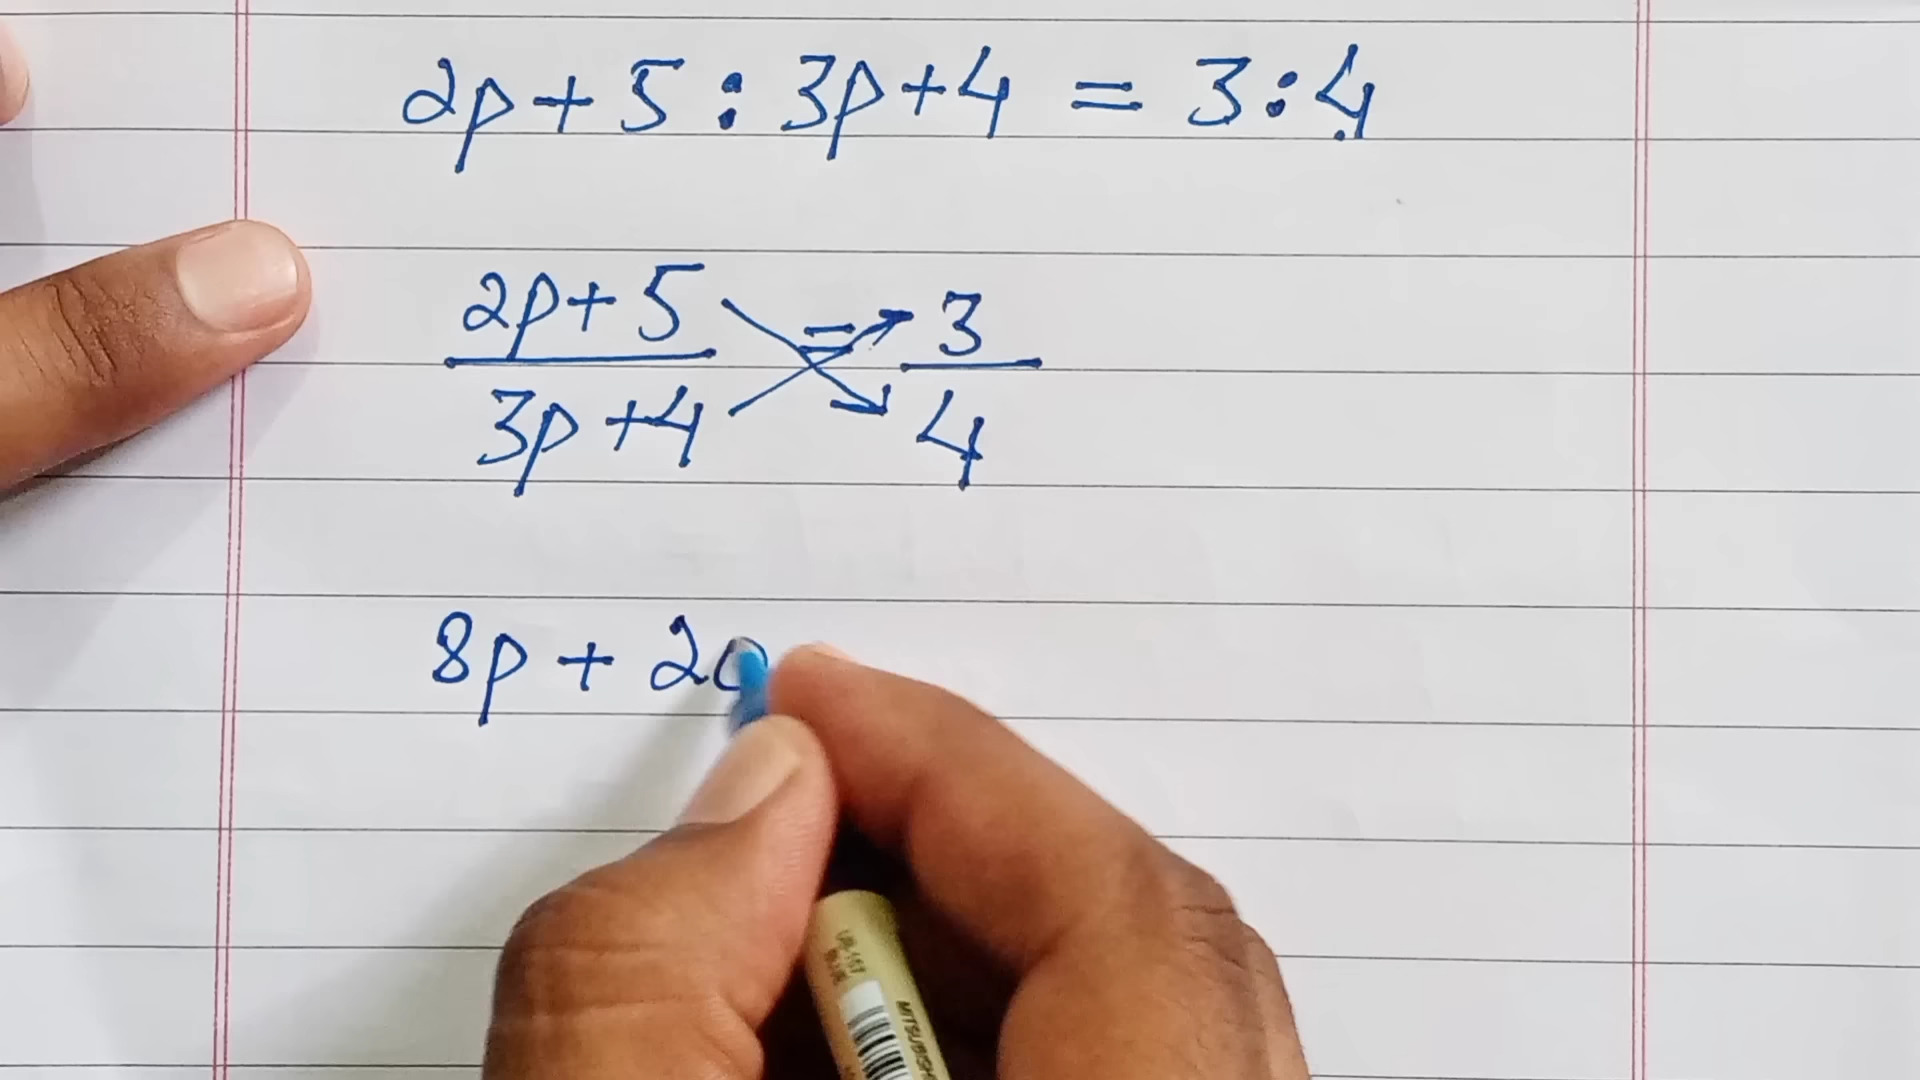 2p + 5 : 3p + 4 = 3 : 4
2p + 5 = 3
3p + 4 4
8p + 20